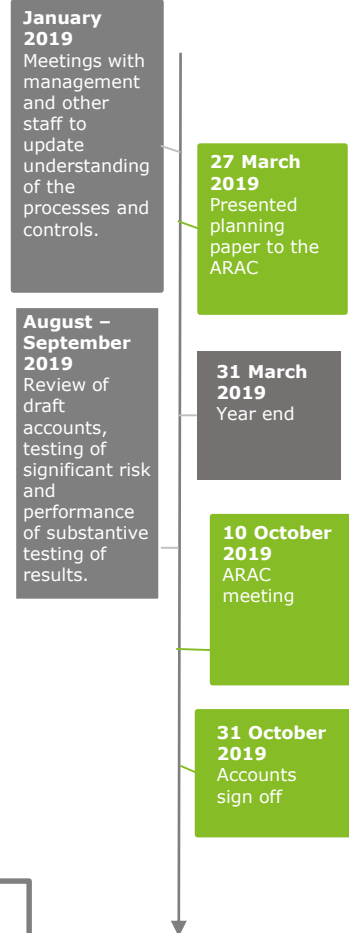 January
2019
Meetings with
management
and other
staff to
update
understanding
of the
processes and
controls.
27 March
2019
Presented
planning
paper to the
ARAC
August –
September
2019
Review of
draft
accounts,
testing of
significant risk
and
performance
of substantive
testing of
results.
31 March
2019
Year end
10 October
2019
ARAC
meeting
31 October
2019
Accounts
sign off